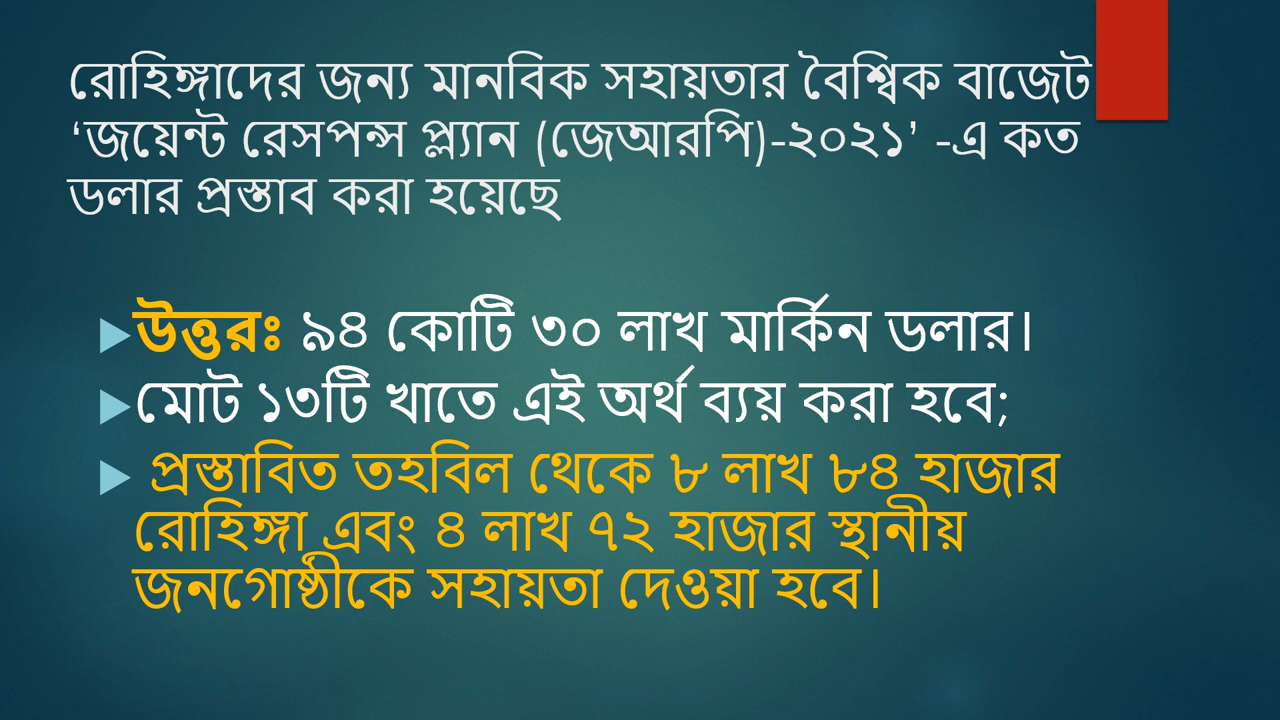 রোহিঙ্গাদের জন্য মানবিক সহায়তার বৈশ্বিক বাজেট
‘জয়েন্ট রেসপন্স প্ল্যান (জেআরপি)-২০২১’ -এ কত
ডলার প্রস্তাব করা হয়েছে
উত্তরঃ ৯৪ কোটি ৩০ লাখ মার্কিন ডলার।
মোট ১৩টি খাতে এই অর্থ ব্যয় করা হবে;
প্রস্তাবিত তহবিল থেকে ৮ লাখ ৮৪ হাজার
রোহিঙ্গা এবং ৪ লাখ ৭২ হাজার স্থানীয়
জনগোষ্ঠীকে সহায়তা দেওয়া হবে।